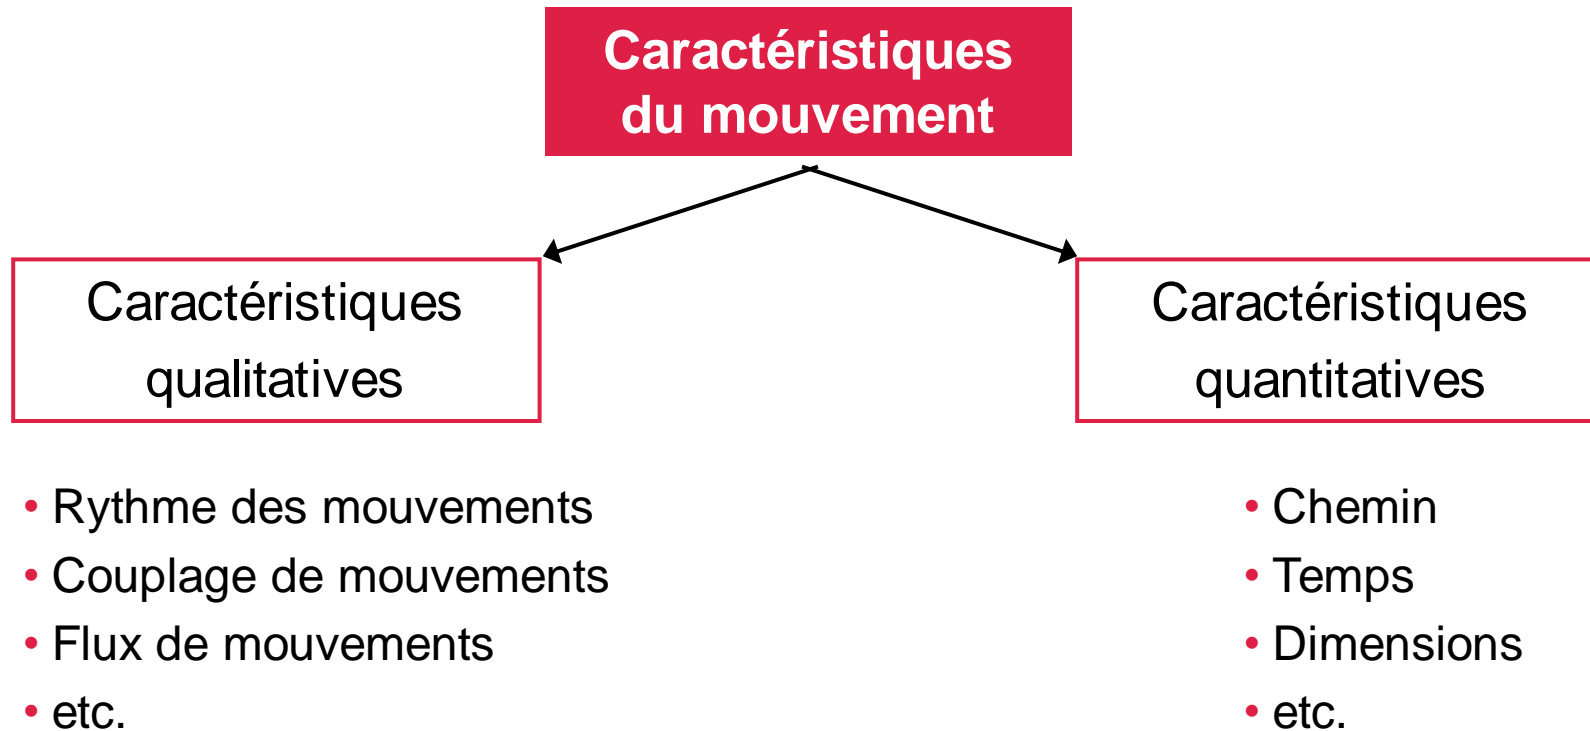 Caractéristiques
du mouvement
Caractéristiques
qualitatives
• Rythme des mouvements
• Couplage de mouvements
• Flux de mouvements
• etc.
Caractéristiques
quantitatives
• Chemin
• Temps
• Dimensions
• etc.